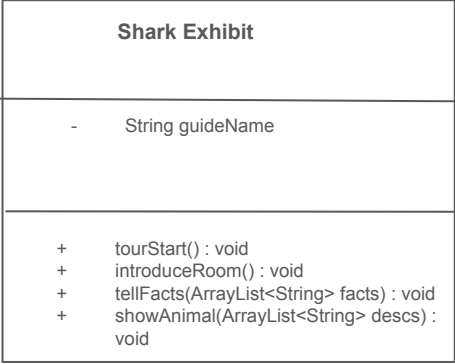 Shark Exhibit
- String guideName
+ tourStart() : void
+ introduceRoom() : void
+ tellFacts(ArrayList<String> facts) : void
+ showAnimal(ArrayList<String> descs) :
void